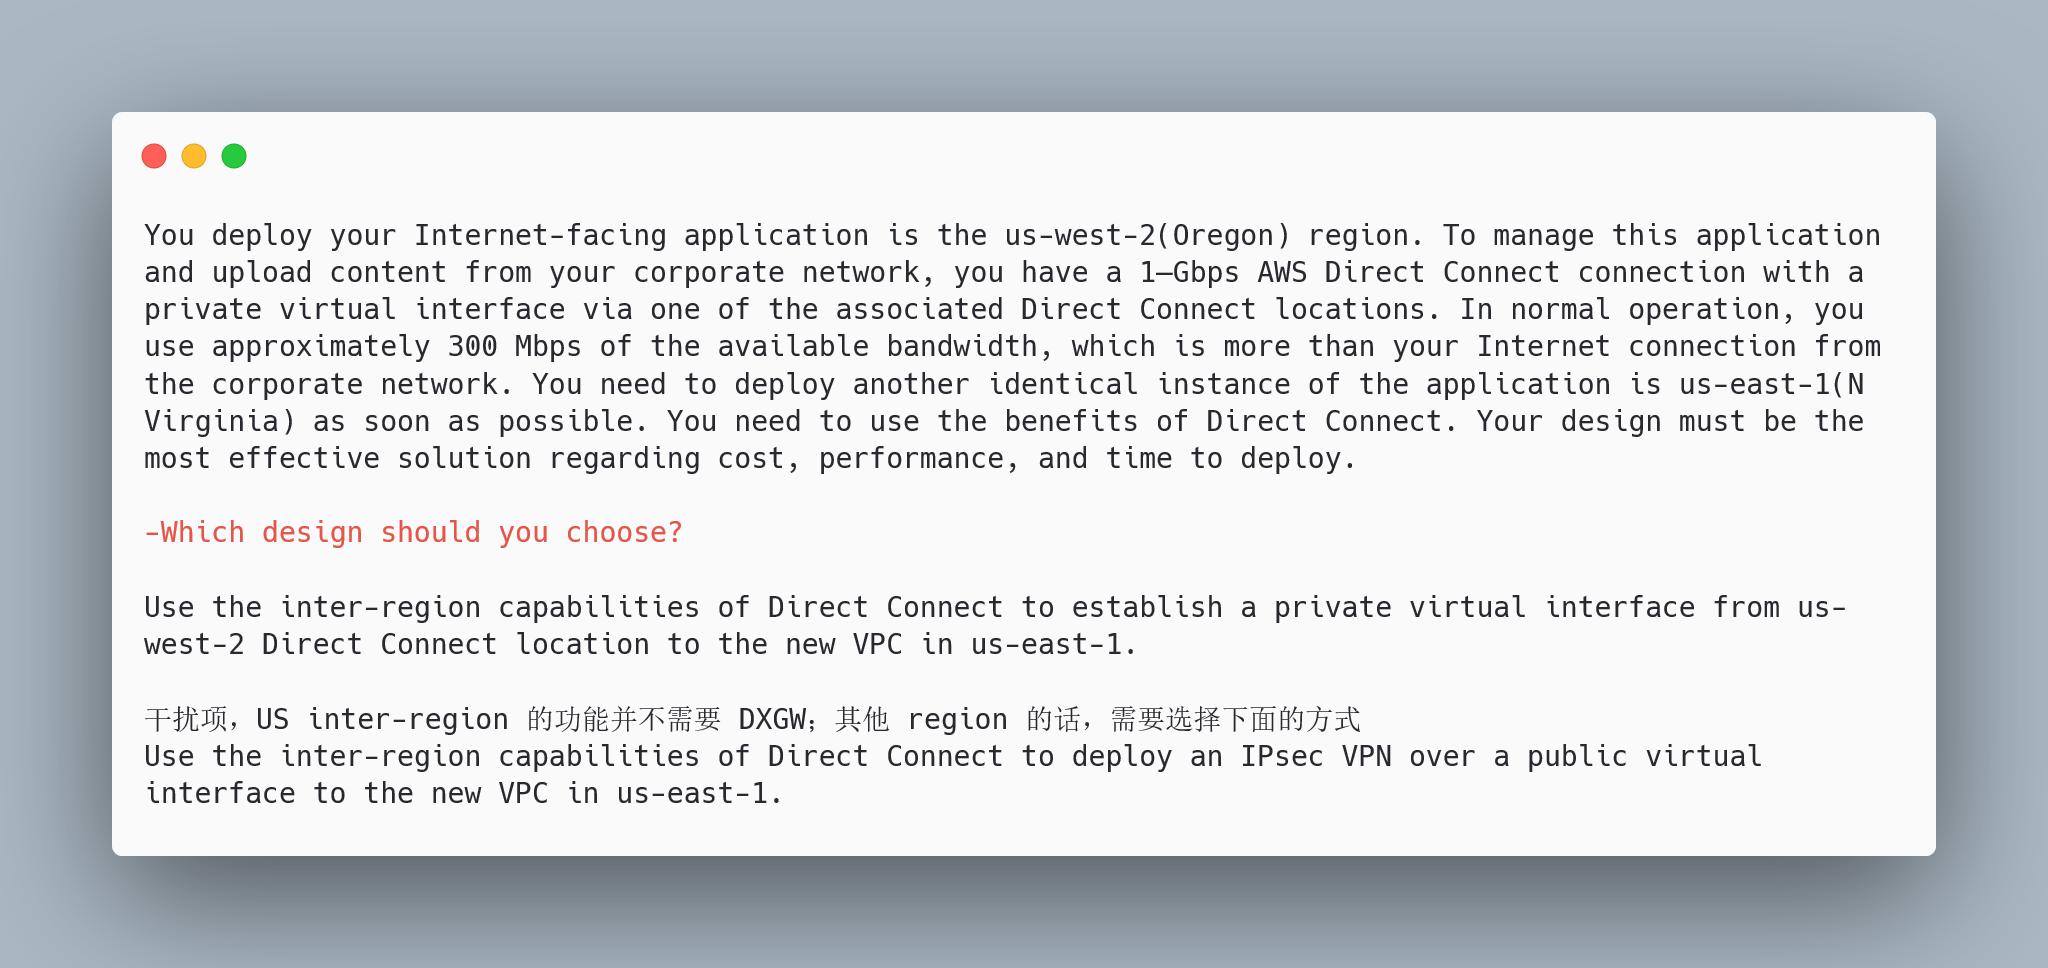 You deploy your Internet-facing application is the us-west-2(Oregon) region. To manage this application
and upload content from your corporate network, you have a 1—Gbps AWS Direct Connect connection with a
private virtual interface via one of the associated Direct Connect locations. In normal operation, you
use approximately 300 Mbps of the available bandwidth, which is more than your Internet connection from
the corporate network. You need to deploy another identical instance of the application is us-east-1(N
Virginia) as soon as possible. You need to use the benefits of Direct Connect. Your design must be the
most effective solution regarding cost, performance, and time to deploy.
-Which design should you choose?
Use the inter-region capabilities of Direct Connect to establish a private virtual interface from us-
west-2 Direct Connect location to the new VPC in us-east-1.
干扰项，US inter-region 的功能并不需要 DXGW；其他 region 的话，需要选择下面的方式
Use the inter-region capabilities of Direct Connect to deploy an IPsec VPN over a public virtual
interface to the new VPC in us-east-1.